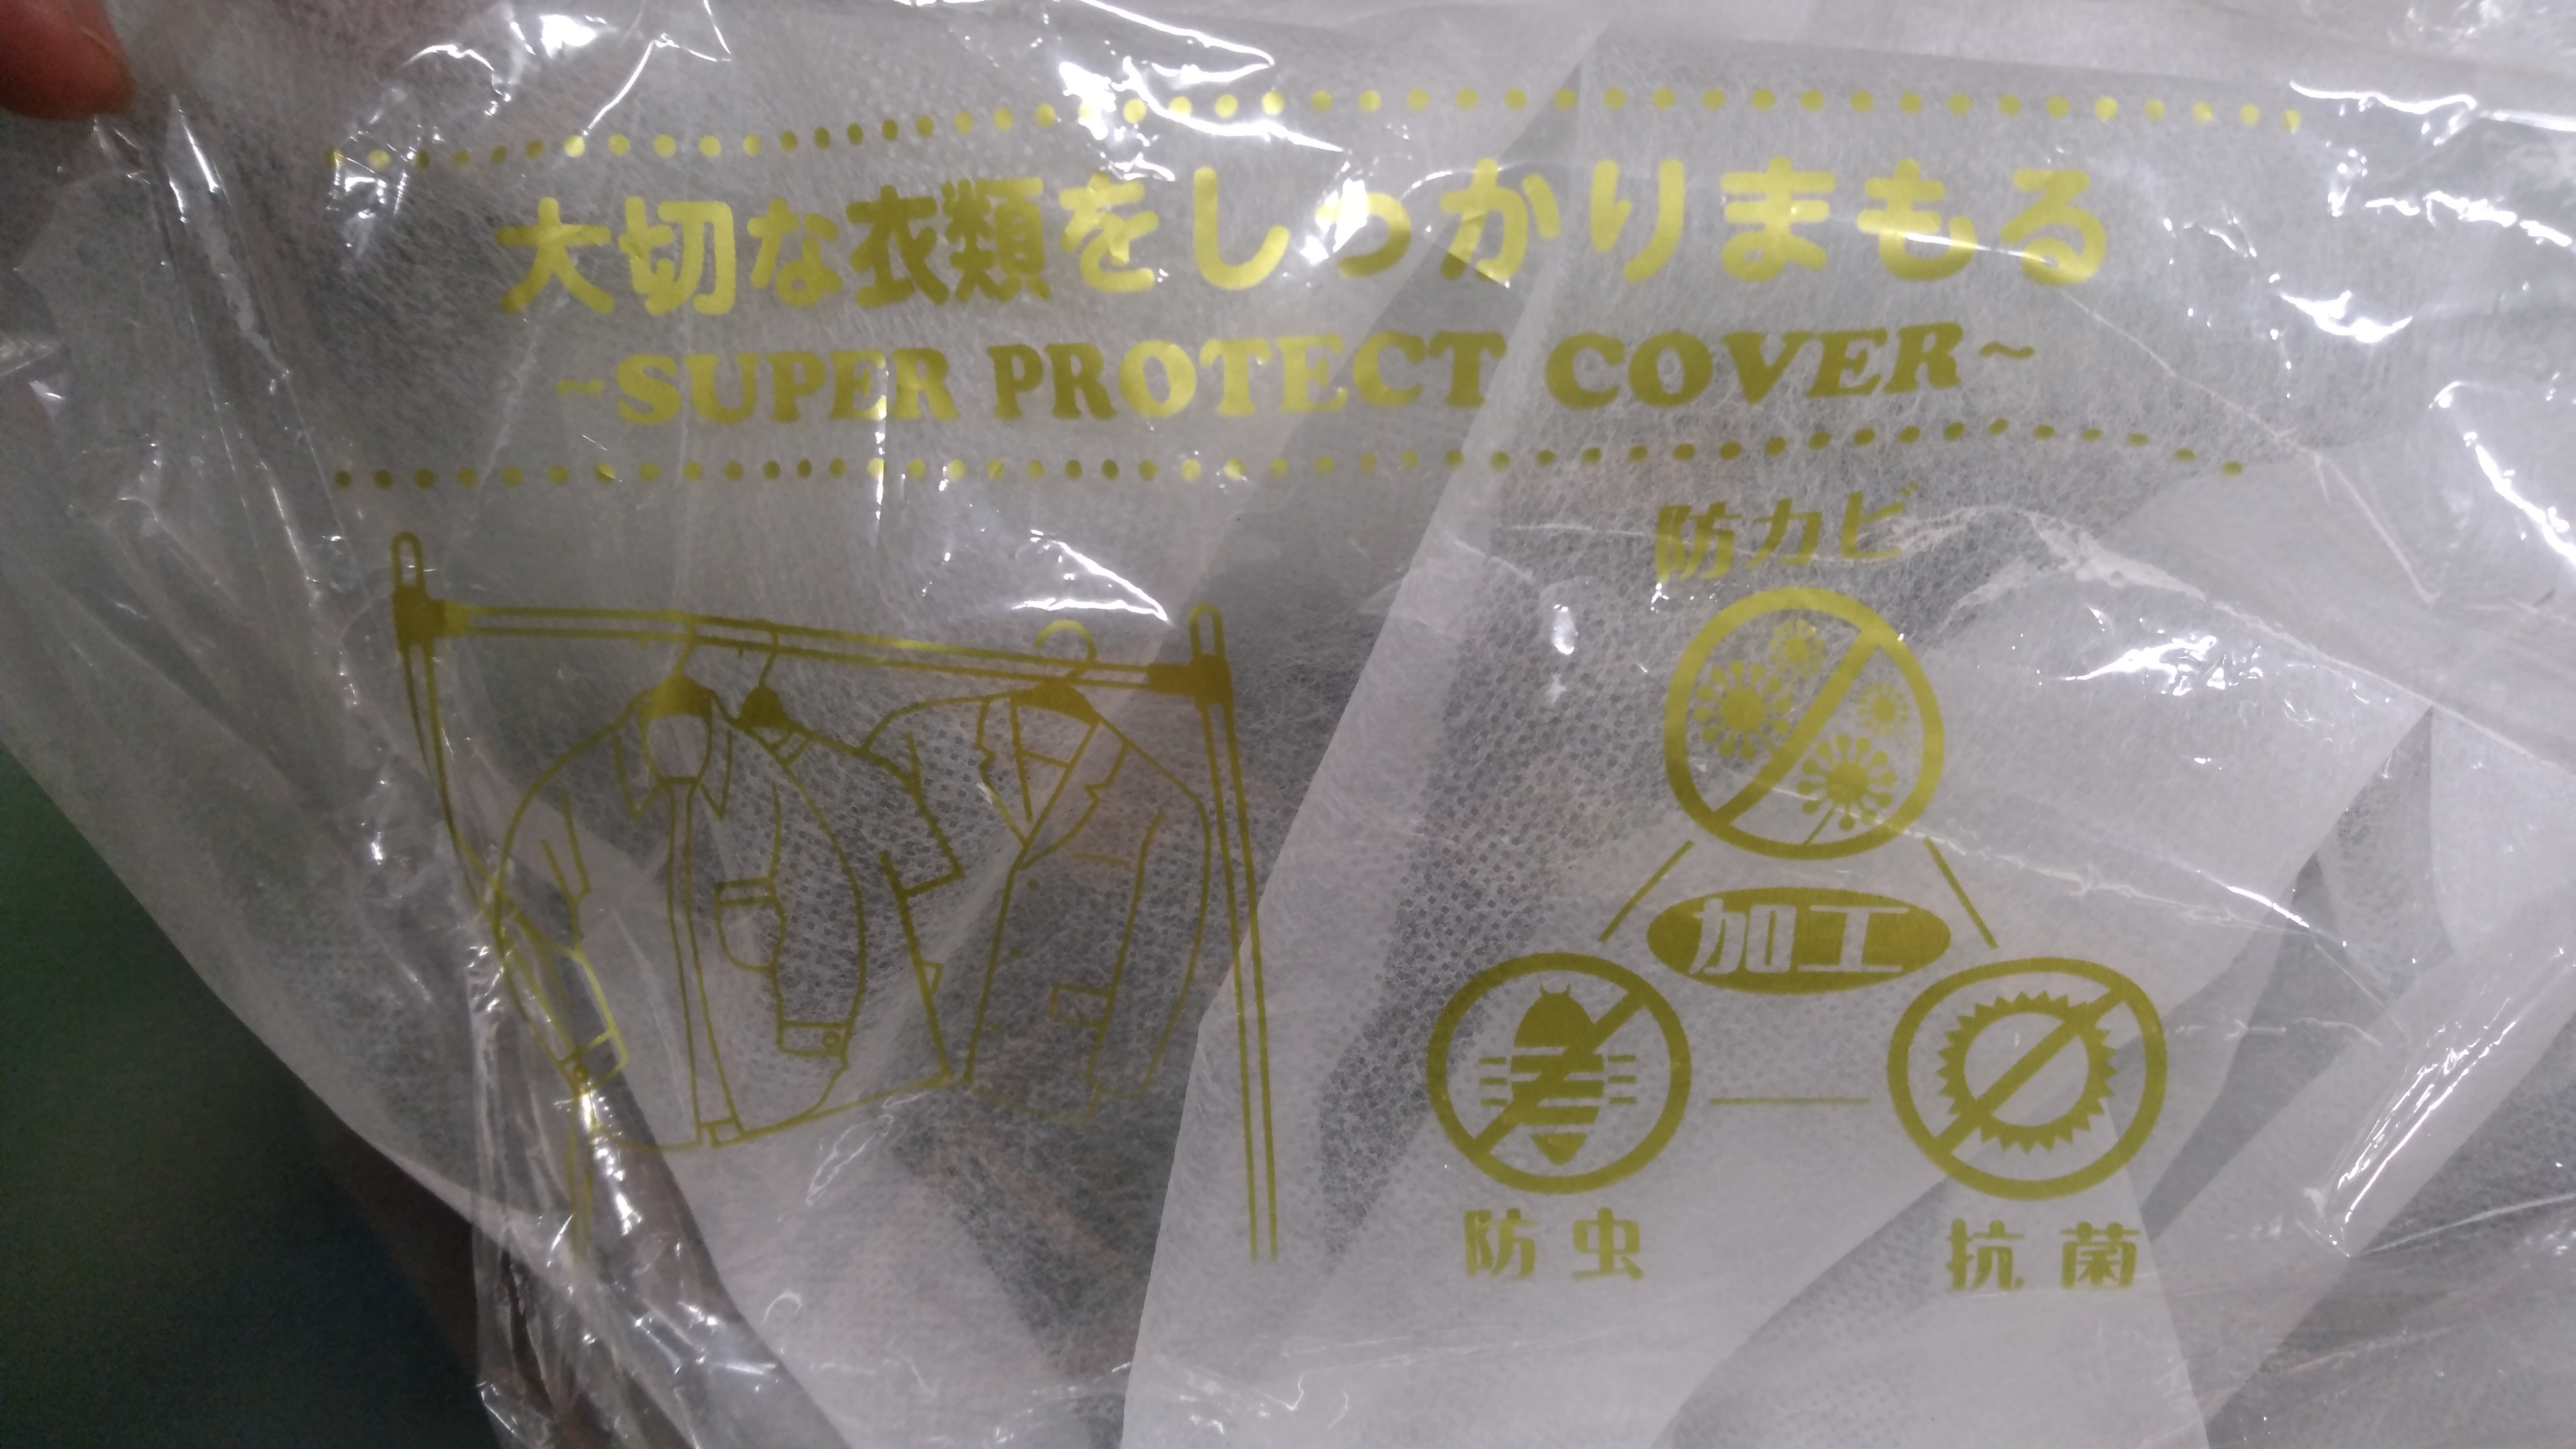 大切な衣類をしっかりまもる
~SUPER PROTECT COVER~
防カビ
加工
防虫
抗菌